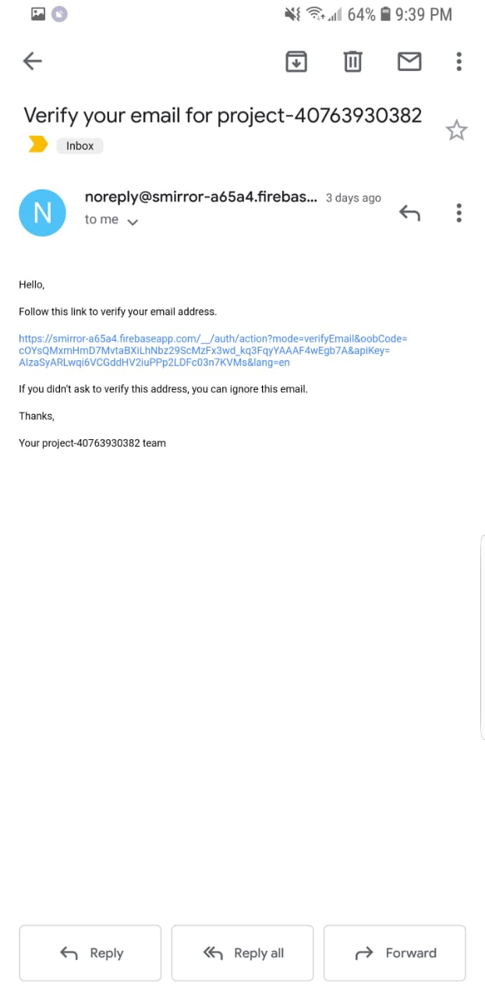 64% 9:39 PM
Verify your email for project-40763930382
Inbox
N
noreply@smirror-a65a4.firebas... 3 days ago
to me
Hello,
Follow this link to verify your email address.
https://smirror-a65a4.firebaseapp.com/__/auth/action?mode=verifyEmail&oobCode=
cOYsQMxmHmD7MvtaBXiLhNbz29ScMzFx3wd_kq3FqyYAAAF4wEgb7A&apiKey=
AIzaSyARLwqi6VCGddHV2iuPPp2LDFc03n7KVMs&lang=en
If you didn't ask to verify this address, you can ignore this email.
Thanks,
Your project-40763930382 team
Reply Reply all Forward